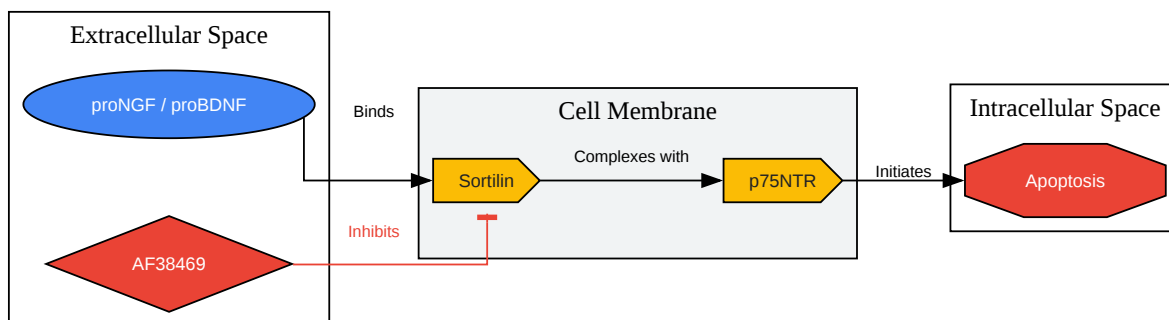 Extracellular Space
proNGF / proBDNF
Binds
Cell Membrane
Intracellular Space
Sortilin
Complexes with
p75NTR
Initiates
Apoptosis
Inhibits
AF38469